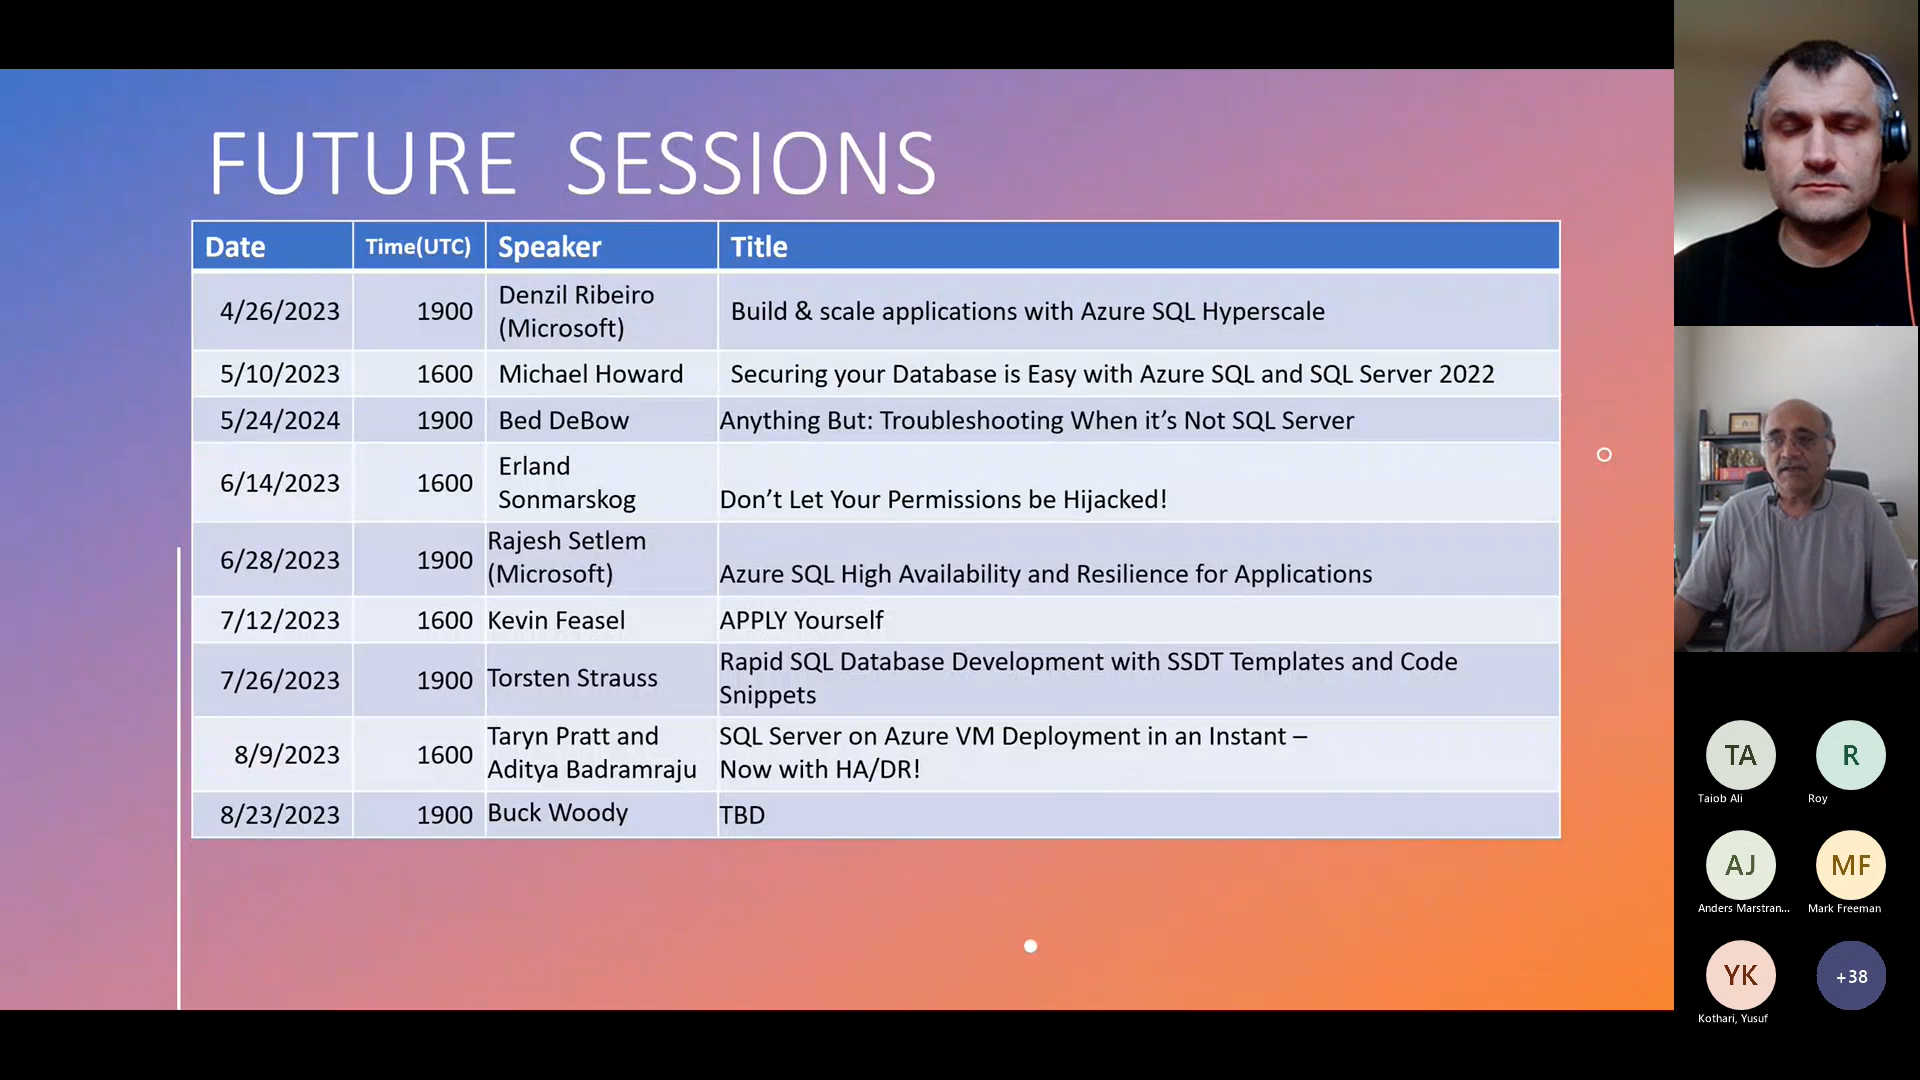 FUTURE SESSIONS
Date Time(UTC) Speaker Title
4/26/2023 1900 Denzil Ribeiro (Microsoft) Build & scale applications with Azure SQL Hyperscale
5/10/2023 1600 Michael Howard Securing your Database is Easy with Azure SQL and SQL Server 2022
5/24/2024 1900 Bed DeBow Anything But: Troubleshooting When it’s Not SQL Server
6/14/2023 1600 Erland Sonmarskog Don’t Let Your Permissions be Hijacked!
6/28/2023 1900 Rajesh Setlem (Microsoft) Azure SQL High Availability and Resilience for Applications
7/12/2023 1600 Kevin Feasel APPLY Yourself
7/26/2023 1900 Torsten Strauss Rapid SQL Database Development with SSDT Templates and Code Snippets
8/9/2023 1600 Taryn Pratt and Aditya Badramraju SQL Server on Azure VM Deployment in an Instant – Now with HA/DR!
8/23/2023 1900 Buck Woody TBD
TA R
Taiob Ali Roy
AJ MF
Anders Marstran... Mark Freeman
YK +38
Kothari, Yusuf